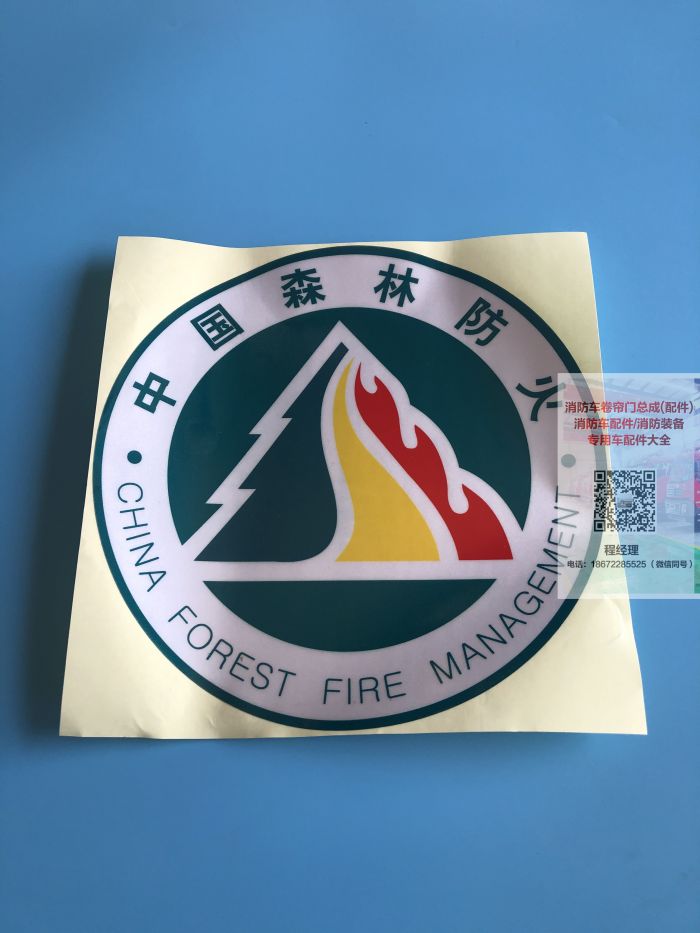 中国森林防火
CHINA FOREST FIRE MANAGEMENT
消防车卷帘门总成(配件)
消防车配件/消防装备
专用车配件大全
程经理
电话：18672285525（微信同号）